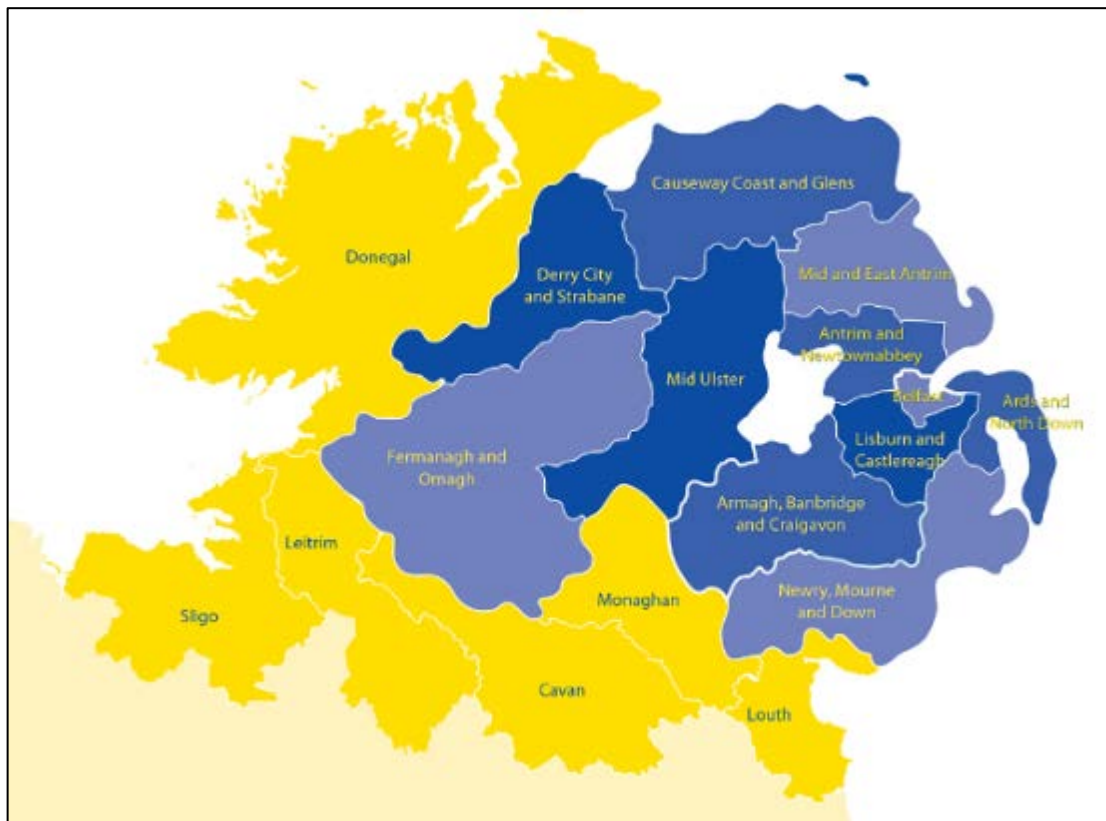 Causeway Coast and Glens
Donegal
Derry City
and Strabane
Mid and East Antrim
Antrim and
Newtownabbey
Mid Ulster
Belfast
Ards and
North Down
Lisburn and
Castlereagh
Fermanagh and
Omagh
Armagh, Banbridge
and Craigavon
Leitrim
Monaghan
Newry, Mourne
and Down
Sligo
Cavan
Louth